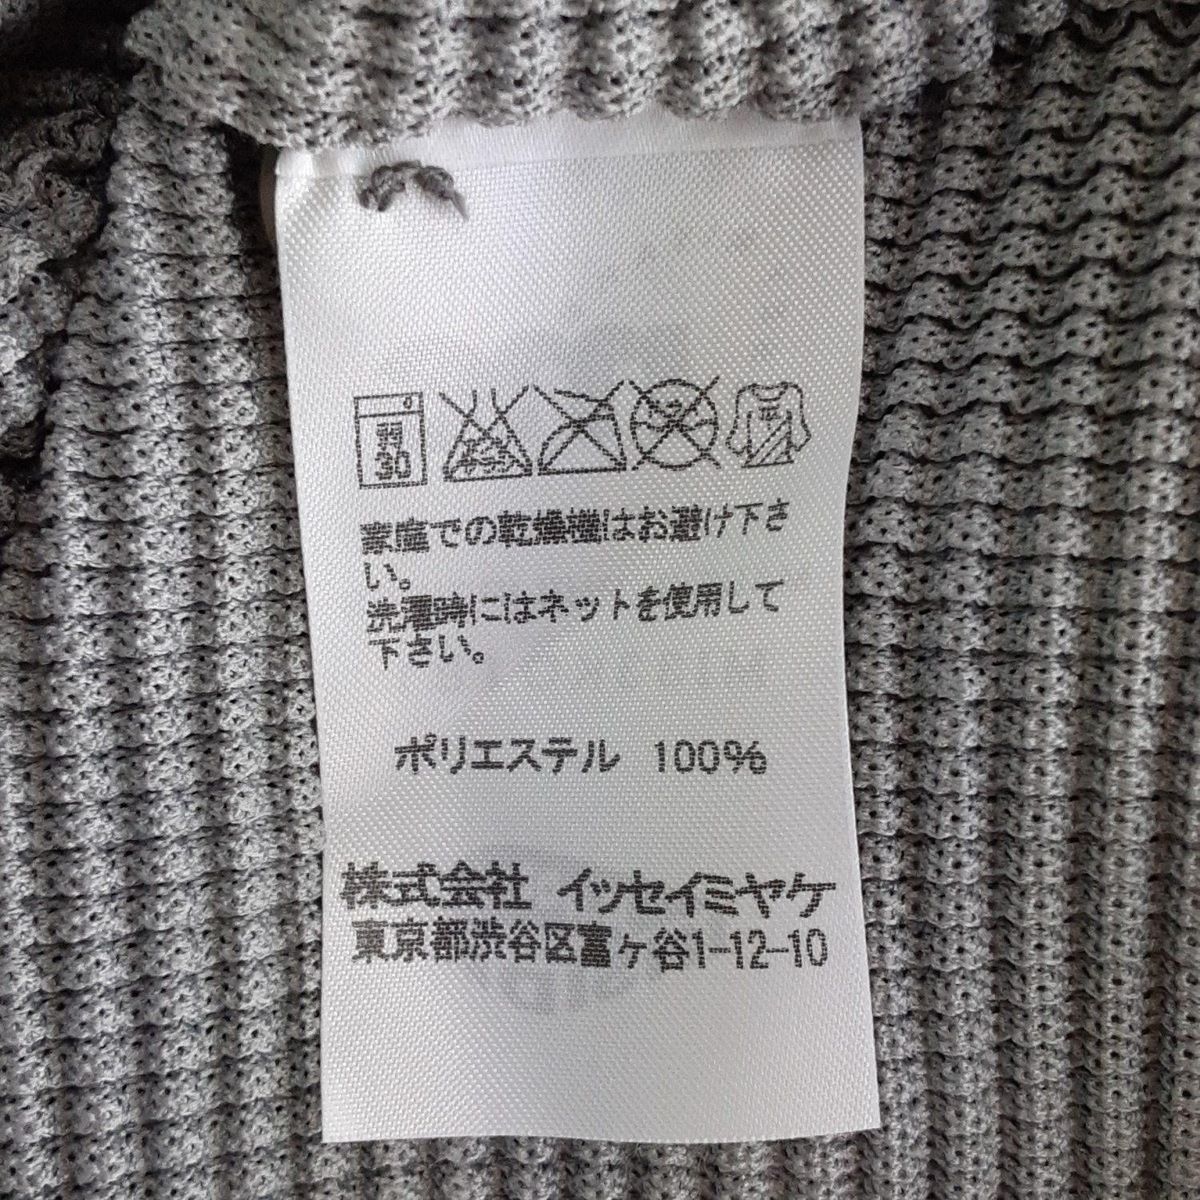 弱
30
家庭での乾燥機はお避け下さ
い。
洗濯時にはネットを使用して
下さい。
ポリエステル 100%
株式会社 イッセイミヤケ
東京都渋谷区富ヶ谷1-12-10